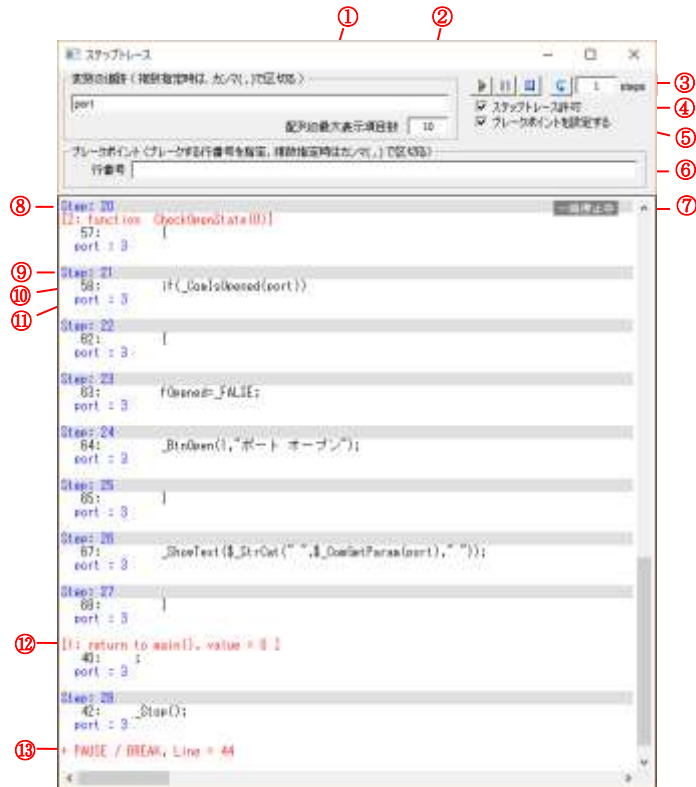 ① ②
ステップトレース
変数の値読(複数指定時は、カンマ(,)で区切る)
port
配列の最大表示項目数 10
1 steps
③
ステップトレース許可
④
ブレークポイントを設定する
⑤
ブレークポイント(ブレークする行番号を指定、複数指定時はカンマ(,)で区切る)
行番号
⑥
⑦
一時停止中
⑧
Step: 20
[2: function CheckOpenState(0)]
57: {
port : 3
⑨
Step: 21
⑩
58: if(_ComIsOpened(port))
⑪
port : 3
Step: 22
62: {
port : 3
Step: 23
63: fOpened=_FALSE;
port : 3
Step: 24
64: _BtnOpen(1,"ポート オープン");
port : 3
Step: 25
65: }
port : 3
Step: 26
67: _ShowText($_StrCat(" ",$_ComGetParam(port)," "));
port : 3
Step: 27
68: }
port : 3
⑫
[1: return to main(), value = 0 ]
40: ;
port : 3
Step: 28
42: _Stop();
port : 3
⑬
+ PAUSE / BREAK, Line = 44